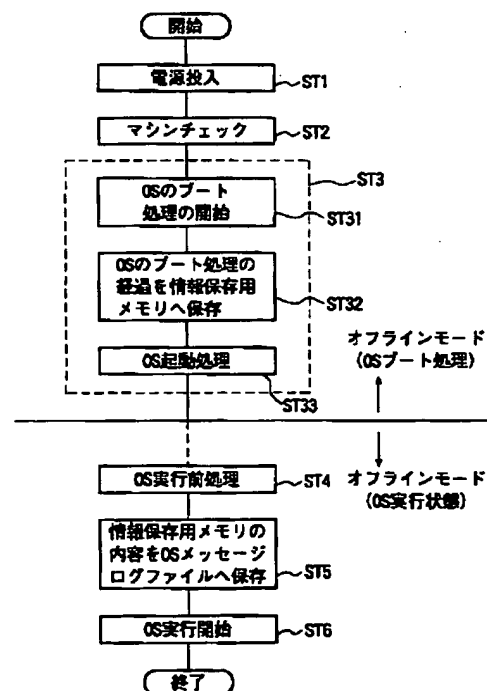 開始
電源投入
ST1
マシンチェック
ST2
ST3
OSのブート
処理の開始
ST31
OSのブート処理の
経過を情報保存用
メモリへ保存
ST32
OS起動処理
ST33
オフラインモード
(OSブート処理)
オフラインモード
(OS実行状態)
OS実行前処理
ST4
情報保存用メモリの
内容をOSメッセージ
ログファイルへ保存
ST5
OS実行開始
ST6
終了